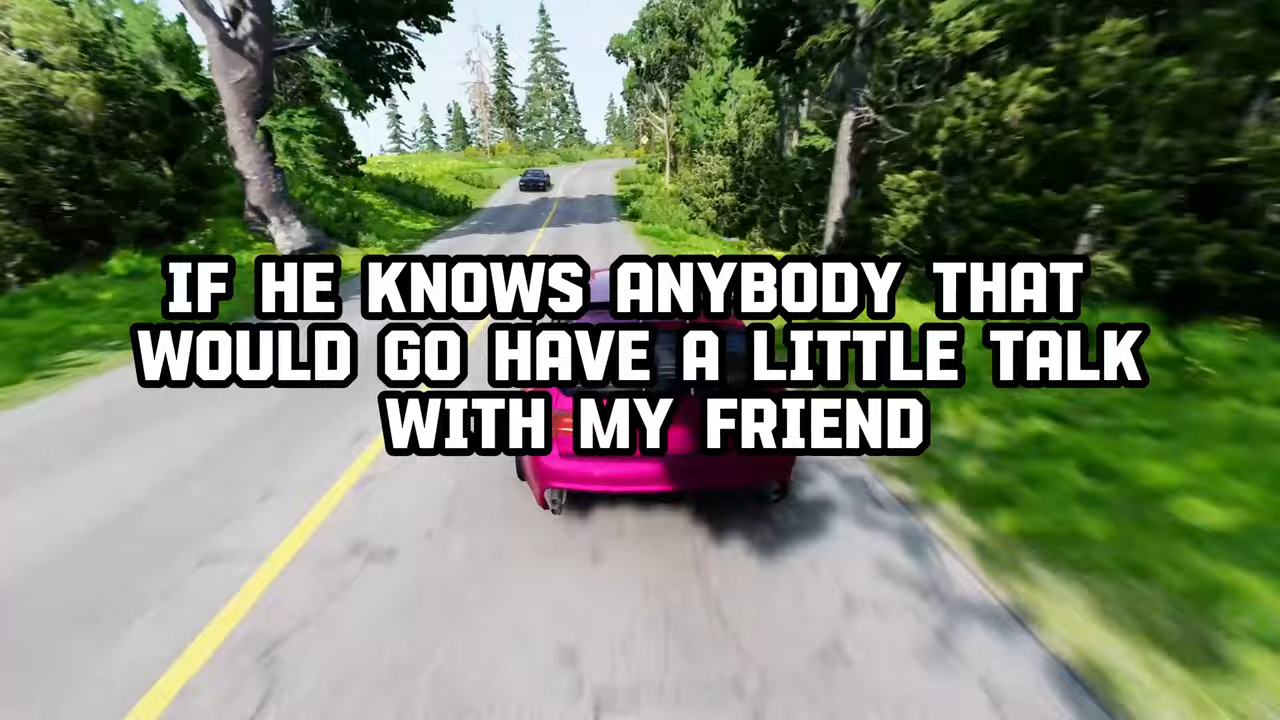 IF HE KNOWS ANYBODY THAT
WOULD GO HAVE A LITTLE TALK
WITH MY FRIEND